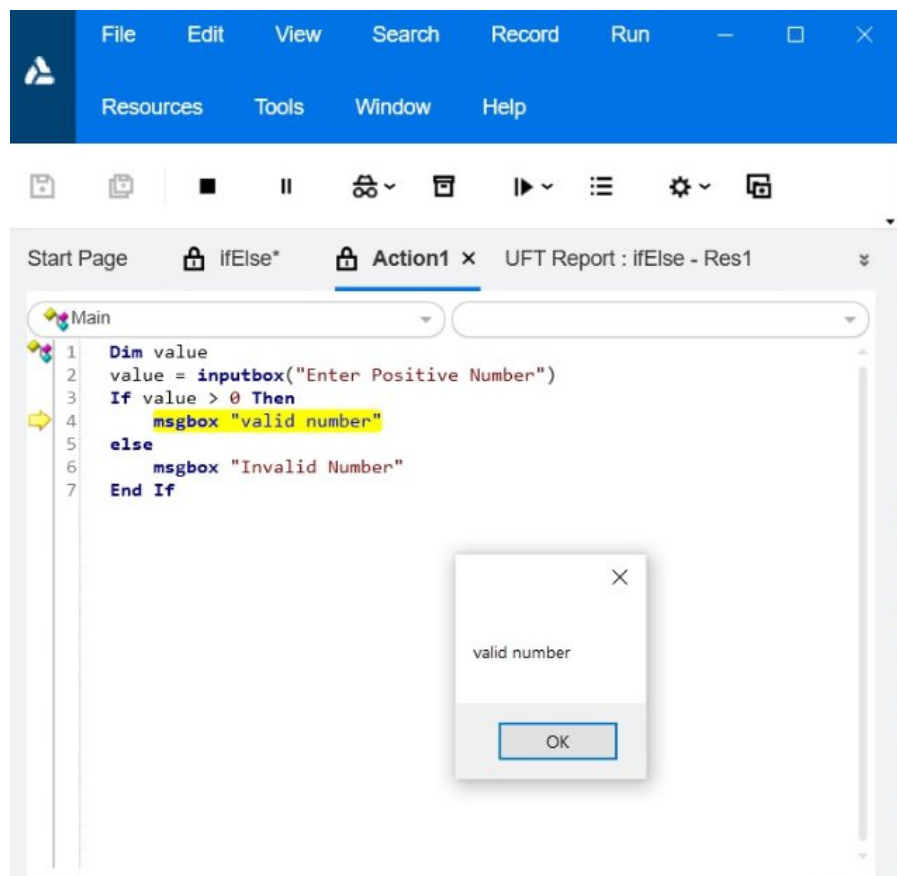 File Edit View Search Record Run
Resources Tools Window Help
Start Page ifElse* Action1 × UFT Report : ifElse - Res1
Main
1 Dim value
2 value = inputbox("Enter Positive Number")
3 If value > 0 Then
4 msgbox "valid number"
5 else
6 msgbox "Invalid Number"
7 End If
valid number
OK